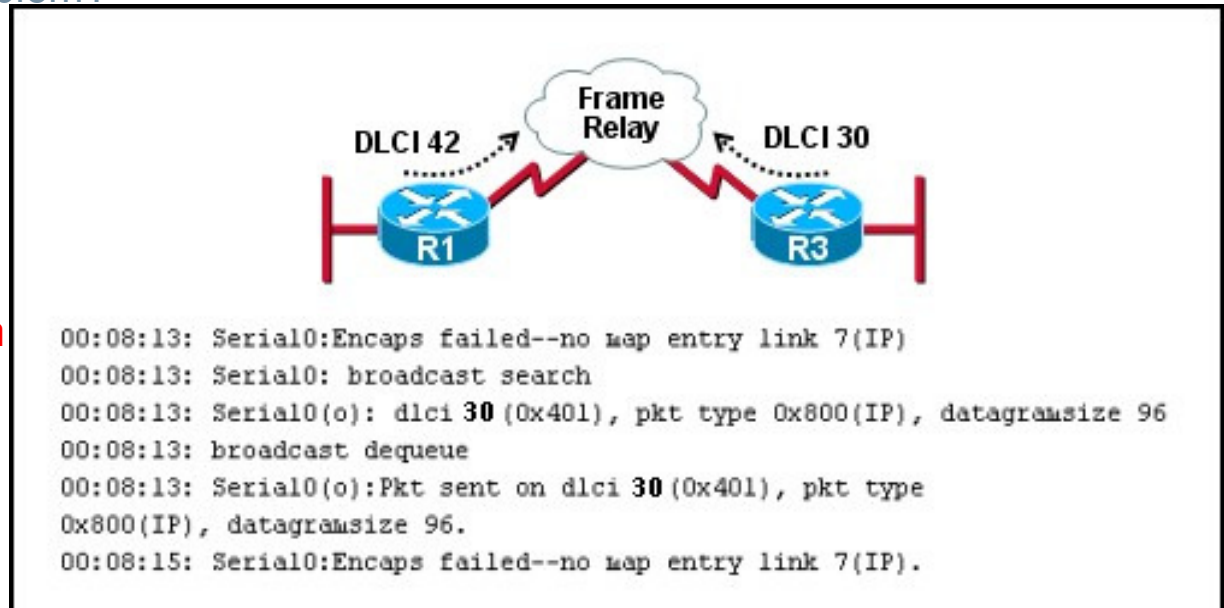 Frame
Relay
DLCI 42
DLCI 30
R1
R3
00:08:13: Serial0:Encaps failed--no map entry link 7(IP)
00:08:13: Serial0: broadcast search
00:08:13: Serial0(o): dlci 30 (0x401), pkt type 0x800(IP), datagramsize 96
00:08:13: broadcast dequeue
00:08:13: Serial0(o):Pkt sent on dlci 30 (0x401), pkt type
0x800(IP), datagramsize 96.
00:08:15: Serial0:Encaps failed--no map entry link 7(IP).